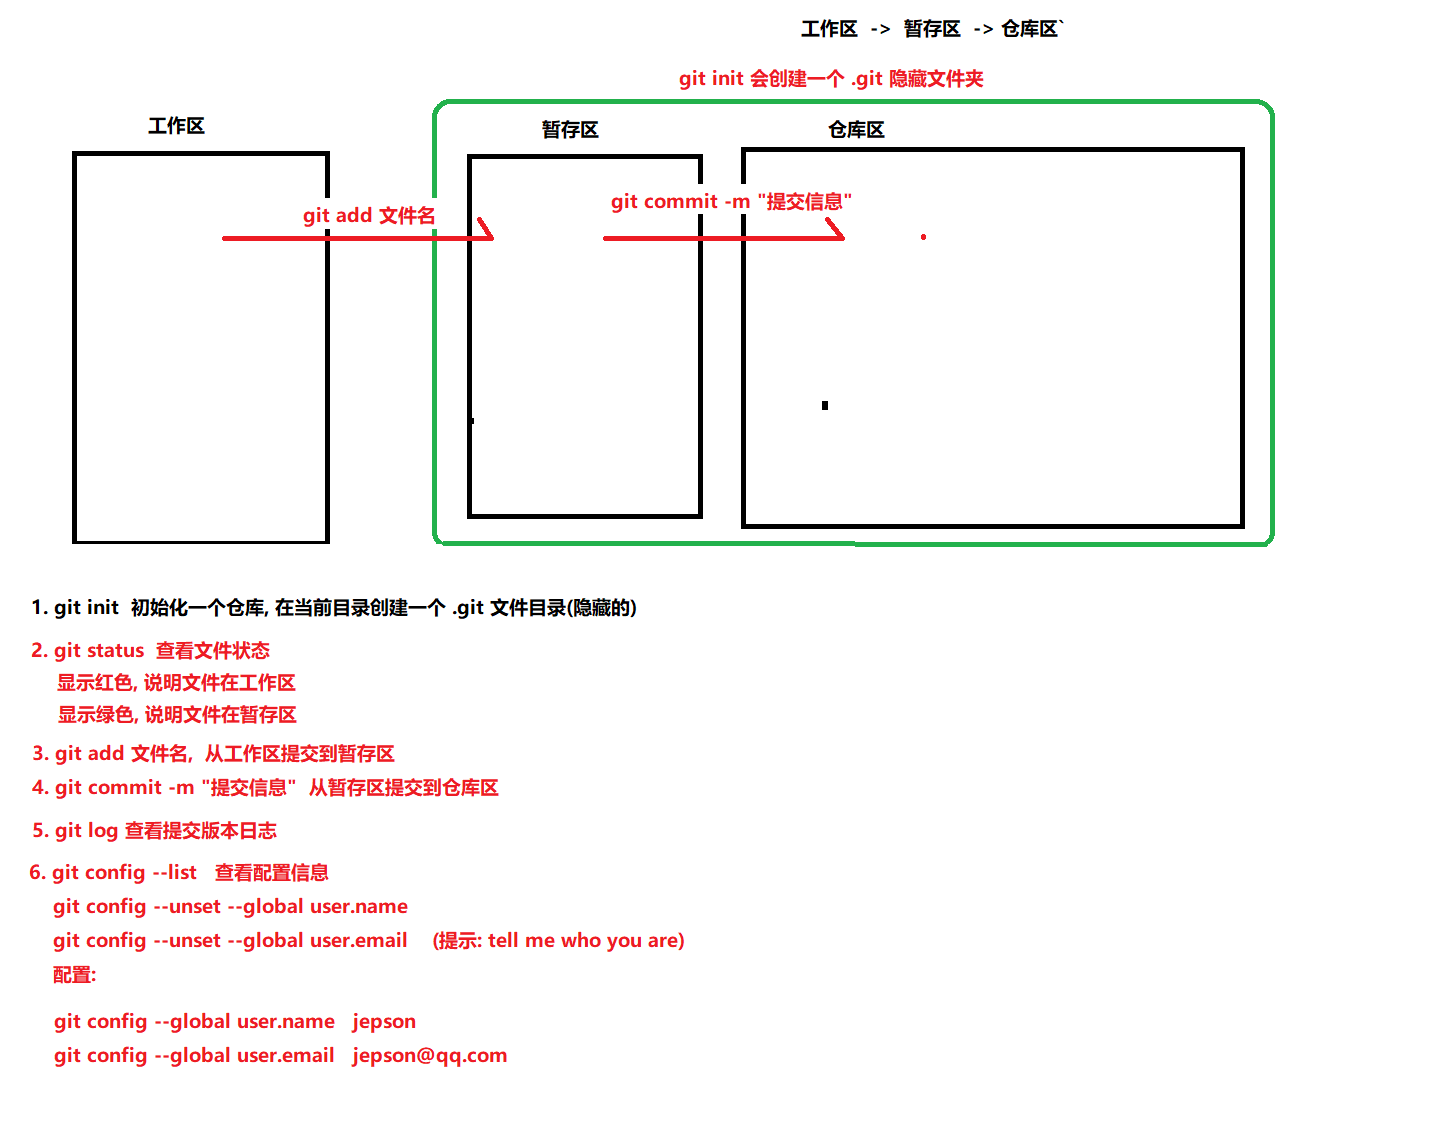 工作区 -> 暂存区 -> 仓库区`
git init 会创建一个 .git 隐藏文件夹
工作区
暂存区
仓库区
git add 文件名
git commit -m "提交信息"
1. git init 初始化一个仓库, 在当前目录创建一个 .git 文件目录(隐藏的)
2. git status 查看文件状态
显示红色, 说明文件在工作区
显示绿色, 说明文件在暂存区
3. git add 文件名, 从工作区提交到暂存区
4. git commit -m "提交信息" 从暂存区提交到仓库区
5. git log 查看提交版本日志
6. git config --list 查看配置信息
git config --unset --global user.name
git config --unset --global user.email (提示: tell me who you are)
配置:
git config --global user.name jepson
git config --global user.email jepson@qq.com